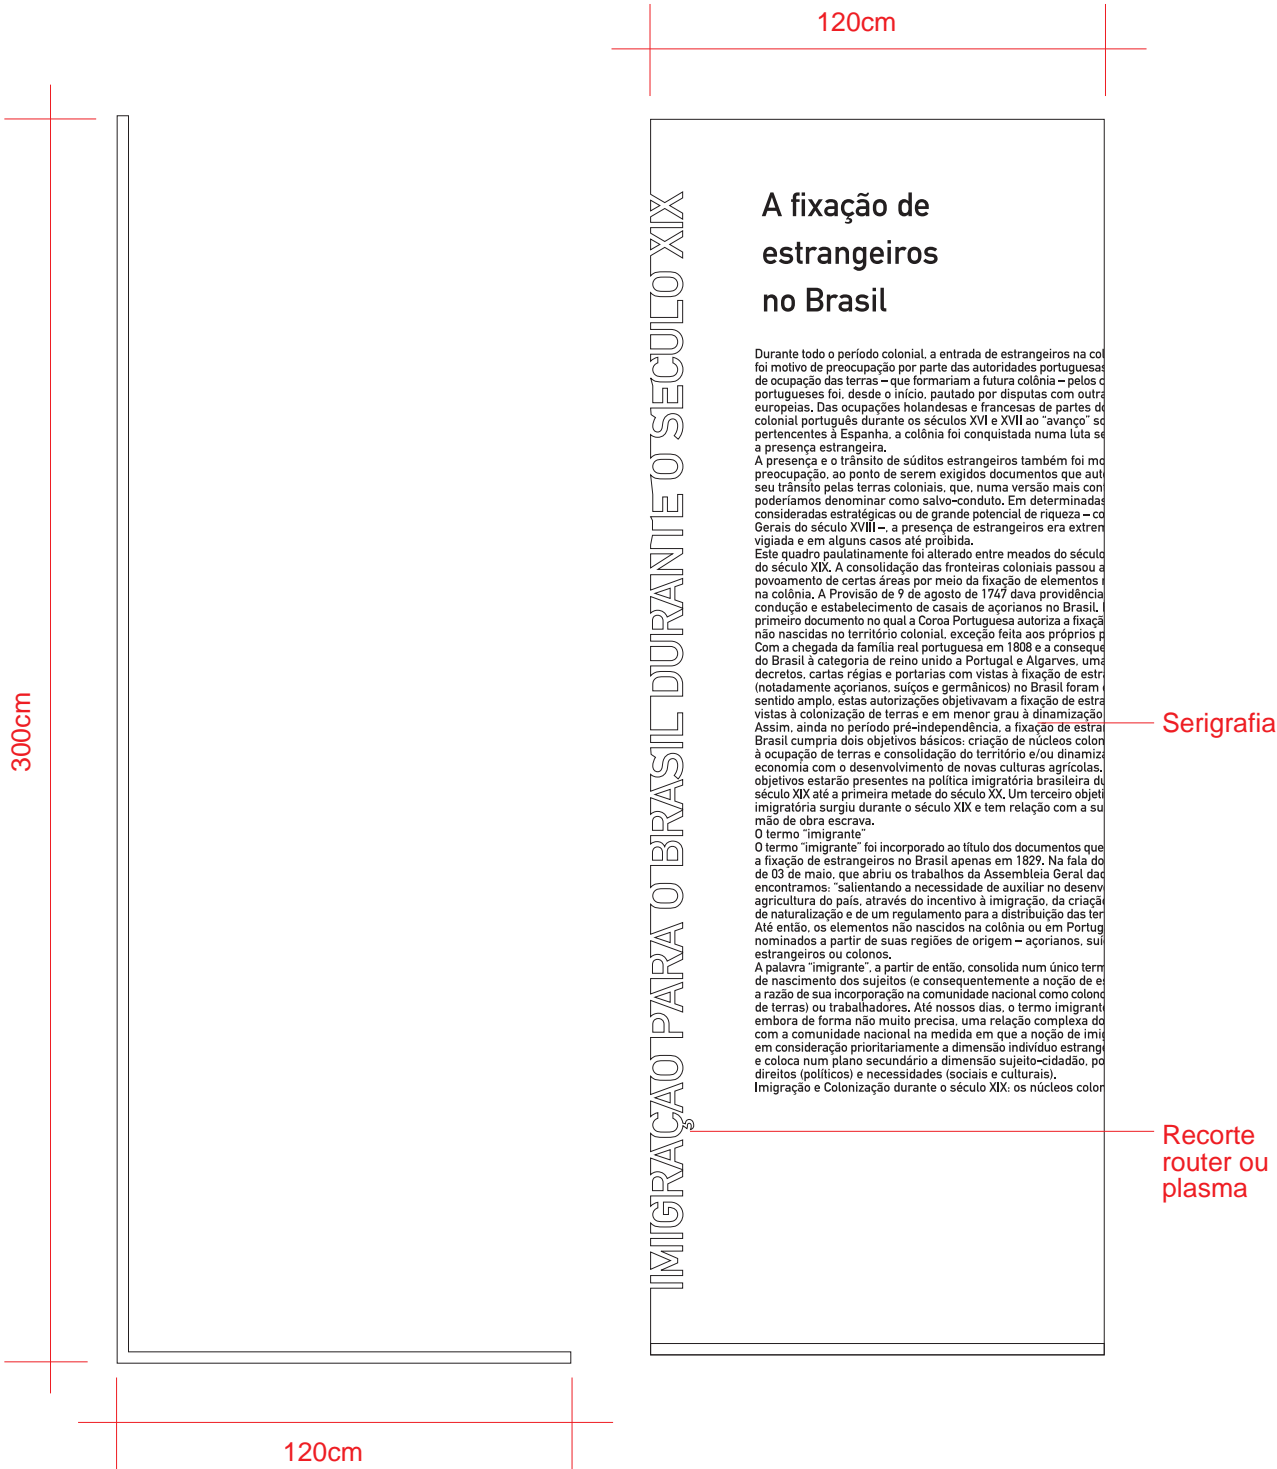 120cm
300cm
120cm
IMIGRAÇÃO PARA O BRASIL DURANTE O SECULO XIX
A fixação de
estrangeiros
no Brasil
Durante todo o período colonial, a entrada de estrangeiros na col
foi motivo de preocupação por parte das autoridades portuguesas
de ocupação das terras – que formariam a futura colônia – pelos
portugueses foi, desde o início, pautado por disputas com outra
europeias. Das ocupações holandesas e francesas de partes do
colonial português durante os séculos XVI e XVII ao “avanço” so
pertencentes à Espanha, a colônia foi conquistada numa luta se
a presença estrangeira.
A presença e o trânsito de súditos estrangeiros também foi mo
preocupação, ao ponto de serem exigidos documentos que aut
seu trânsito pelas terras coloniais, que, numa versão mais con
poderíamos denominar como salvo-conduto. Em determinadas
consideradas estratégicas ou de grande potencial de riqueza – co
Gerais do século XVIII –, a presença de estrangeiros era extrem
vigiada e em alguns casos até proibida.
Este quadro paulatinamente foi alterado entre meados do século
do século XIX. A consolidação das fronteiras coloniais passou a
povoamento de certas áreas por meio da fixação de elementos
na colônia. A Provisão de 9 de agosto de 1747 dava providência
condução e estabelecimento de casais de açorianos no Brasil.
primeiro documento no qual a Coroa Portuguesa autoriza a fixaçã
não nascidas no território colonial, exceção feita aos próprios p
Com a chegada da família real portuguesa em 1808 e a conseque
do Brasil à categoria de reino unido a Portugal e Algarves, uma
decretos, cartas régias e portarias com vistas à fixação de estra
(notadamente açorianos, suíços e germânicos) no Brasil foram
sentido amplo, estas autorizações objetivavam a fixação de estra
vistas à colonização de terras e em menor grau à dinamização
Assim, ainda no período pré-independência, a fixação de estran
Brasil cumpria dois objetivos básicos: criação de núcleos colon
à ocupação de terras e consolidação do território e/ou dinamiza
economia com o desenvolvimento de novas culturas agrícolas.
objetivos estarão presentes na política imigratória brasileira du
século XIX até a primeira metade do século XX. Um terceiro objeti
imigratória surgiu durante o século XIX e tem relação com a su
mão de obra escrava.
O termo “imigrante”
O termo “imigrante” foi incorporado ao título dos documentos que
a fixação de estrangeiros no Brasil apenas em 1829. Na fala do
de 03 de maio, que abriu os trabalhos da Assembleia Geral daq
encontramos: “salientando a necessidade de auxiliar no desenv
agricultura do país, através do incentivo à imigração, da criaçã
de naturalização e de um regulamento para a distribuição das ter
Até então, os elementos não nascidos na colônia ou em Portug
nominados a partir de suas regiões de origem – açorianos, suí
estrangeiros ou colonos.
A palavra “imigrante”, a partir de então, consolida num único term
de nascimento dos sujeitos (e consequentemente a noção de es
a razão de sua incorporação na comunidade nacional como colono
de terras) ou trabalhadores. Até nossos dias, o termo imigrant
embora de forma não muito precisa, uma relação complexa do
com a comunidade nacional na medida em que a noção de imig
em consideração prioritariamente a dimensão indivíduo estrange
e coloca num plano secundário a dimensão sujeito-cidadão, po
direitos (políticos) e necessidades (sociais e culturais).
Imigração e Colonização durante o século XIX: os núcleos colon
Serigrafia
Recorte
router ou
plasma